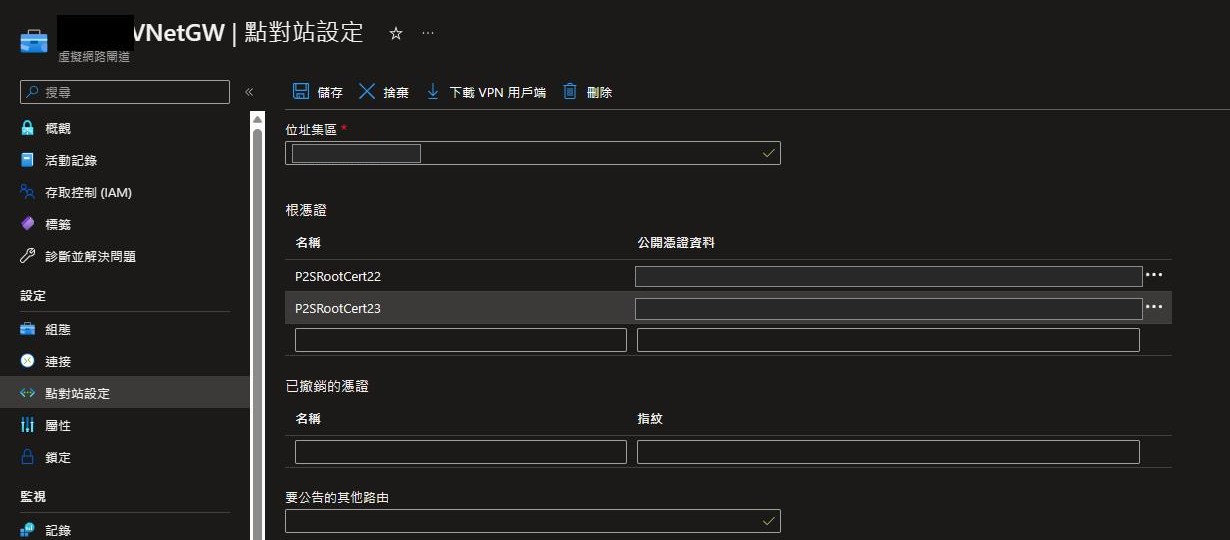 VNetGW | 點對站設定 ☆ ···
虛擬網路閘道
搜尋 «
儲存 捨棄 下載 VPN 用戶端 刪除
概觀
活動記錄
存取控制 (IAM)
標籤
診斷並解決問題
設定
組態
連接
點對站設定
屬性
鎖定
監視
記錄
位址集區 *
根憑證
名稱 公開憑證資料
P2SRootCert22 •••
P2SRootCert23 •••
已撤銷的憑證
名稱 指紋
要公告的其他路由